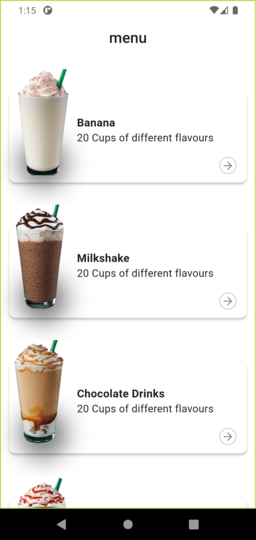 1:15
menu
Banana
20 Cups of different flavours
Milkshake
20 Cups of different flavours
Chocolate Drinks
20 Cups of different flavours